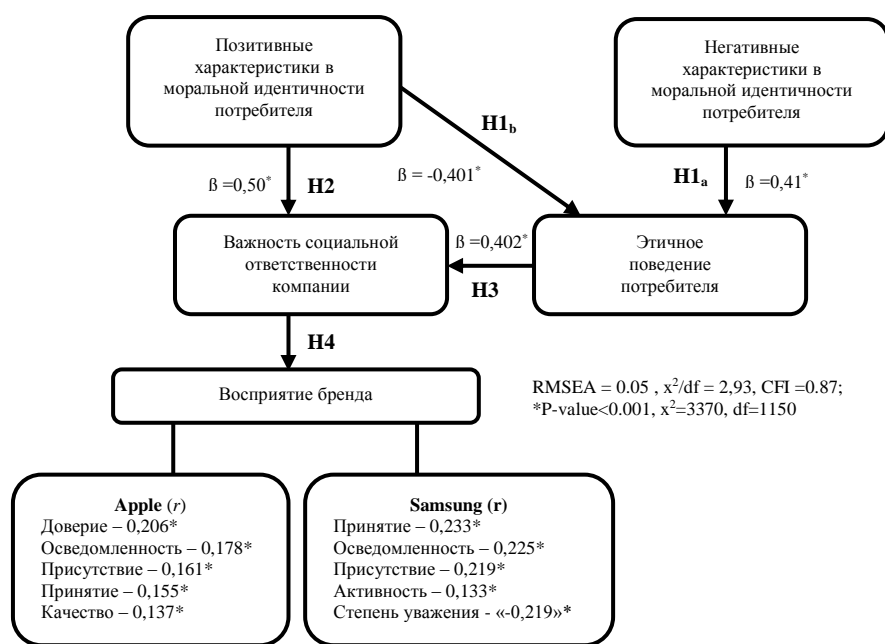 Позитивные
характеристики в
моральной идентичности
потребителя
Негативные
характеристики в
моральной идентичности
потребителя
H1b
ß =0,50*
H2
ß = -0,401*
H1a
ß =0,41*
Важность социальной
ответственности
компании
ß =0,402*
H3
Этичное
поведение
потребителя
H4
Восприятие бренда
RMSEA = 0.05 , x²/df = 2,93, CFI =0.87;
*P-value<0.001, x²=3370, df=1150
Apple (r)
Доверие – 0,206*
Осведомленность – 0,178*
Присутствие – 0,161*
Принятие – 0,155*
Качество – 0,137*
Samsung (r)
Принятие – 0,233*
Осведомленность – 0,225*
Присутствие – 0,219*
Активность – 0,133*
Степень уважения - «-0,219»*